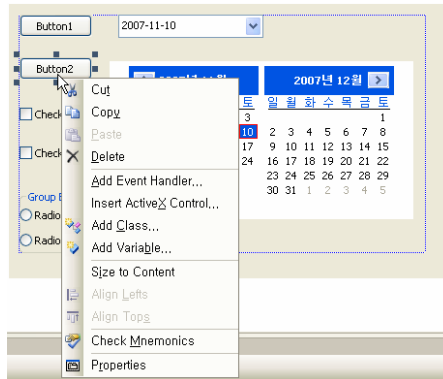 Button1
2007-11-10
Button2
2007년 12월
토 일 월 화 수 목 금 토
3 1
10 2 3 4 5 6 7 8
17 9 10 11 12 13 14 15
24 16 17 18 19 20 21 22
23 24 25 26 27 28 29
30 31 1 2 3 4 5
Check
Check
Group
Radio
Radio
Cut
Copy
Paste
Delete
Add Event Handler...
Insert ActiveX Control...
Add Class...
Add Variable...
Size to Content
Align Lefts
Align Tops
Check Mnemonics
Properties